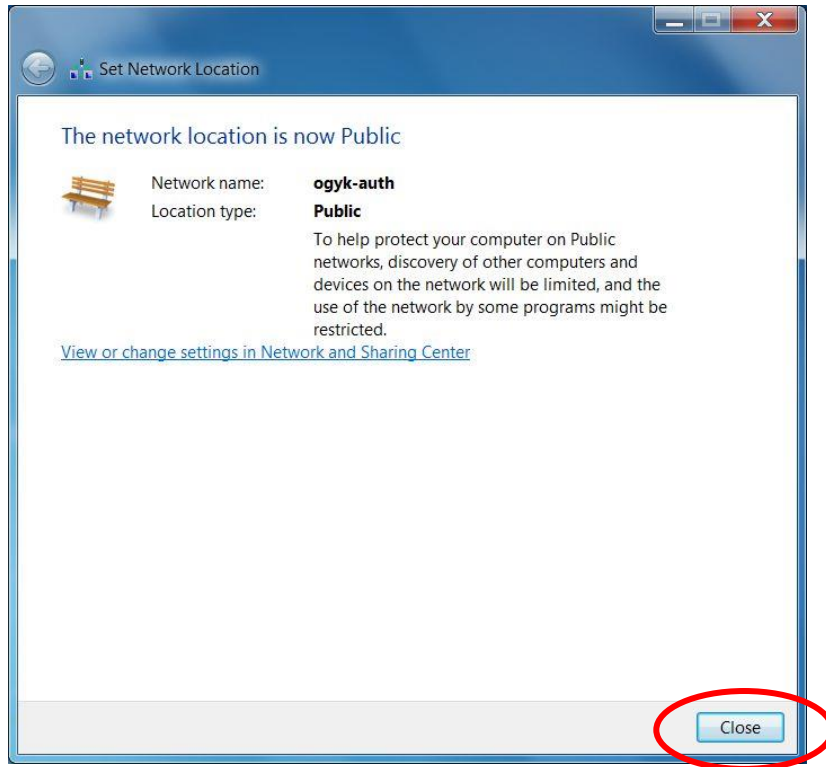 Set Network Location
The network location is now Public
Network name: ogyk-auth
Location type: Public
To help protect your computer on Public
networks, discovery of other computers and
devices on the network will be limited, and the
use of the network by some programs might be
restricted.
View or change settings in Network and Sharing Center
Close